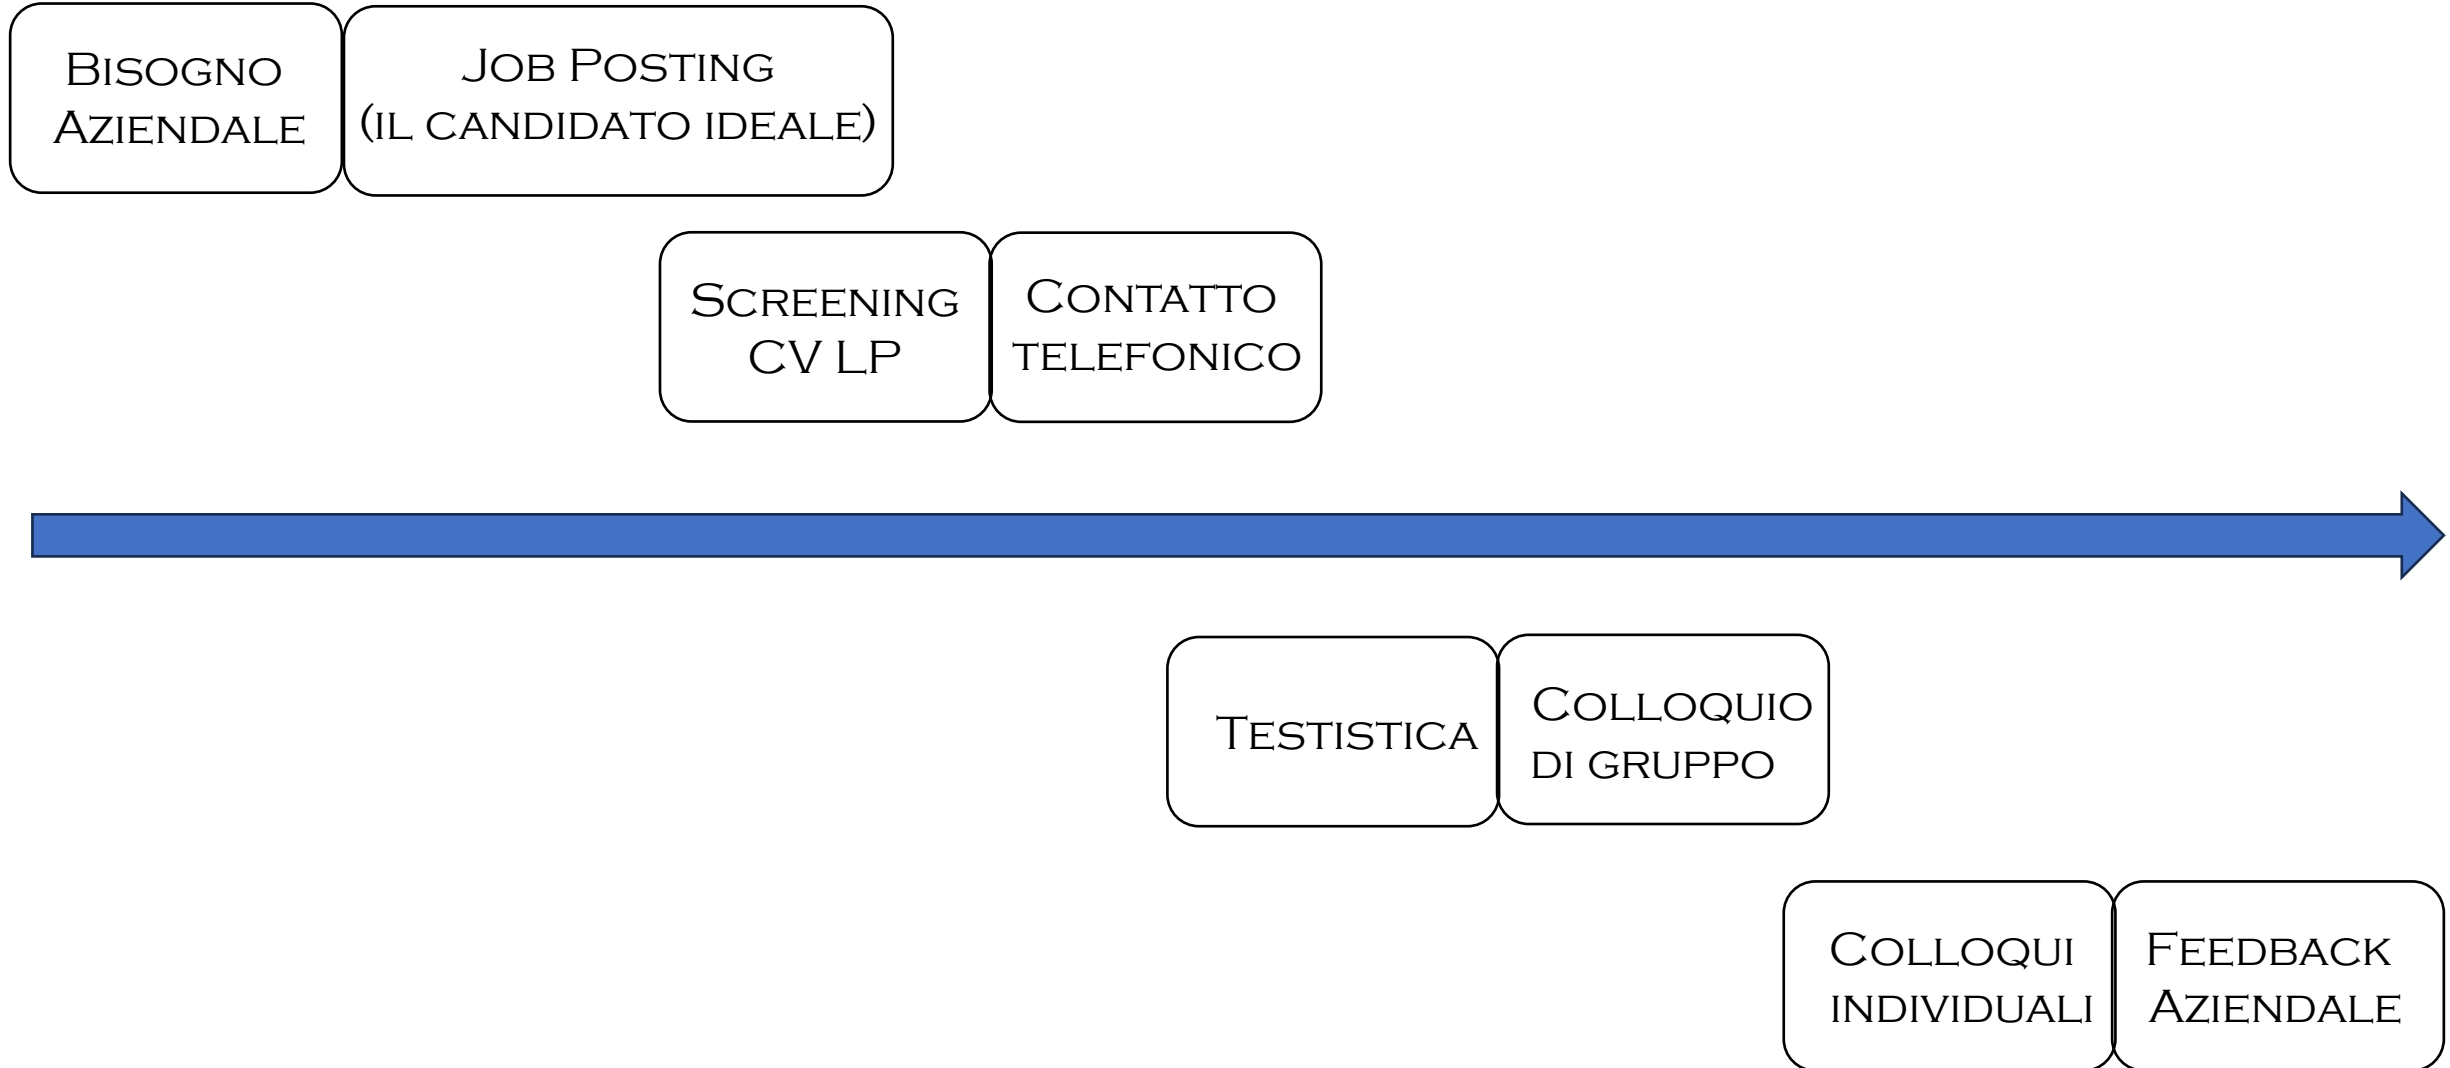 Bisogno
Aziendale
Job Posting
(il candidato ideale)
Screening
CV LP
Contatto
telefonico
Testistica
Colloquio
di gruppo
Colloqui
individuali
Feedback
Aziendale